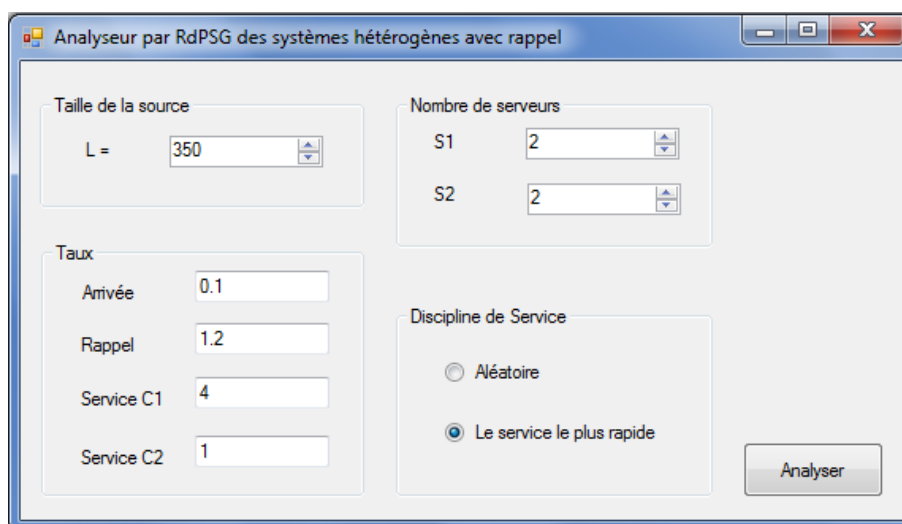 Analyseur par RdPSG des systèmes hétérogènes avec rappel
Taille de la source
L =
350
Nombre de serveurs
S1
2
S2
2
Taux
Arrivée
0.1
Rappel
1.2
Service C1
4
Service C2
1
Discipline de Service
Aléatoire
Le service le plus rapide
Analyser